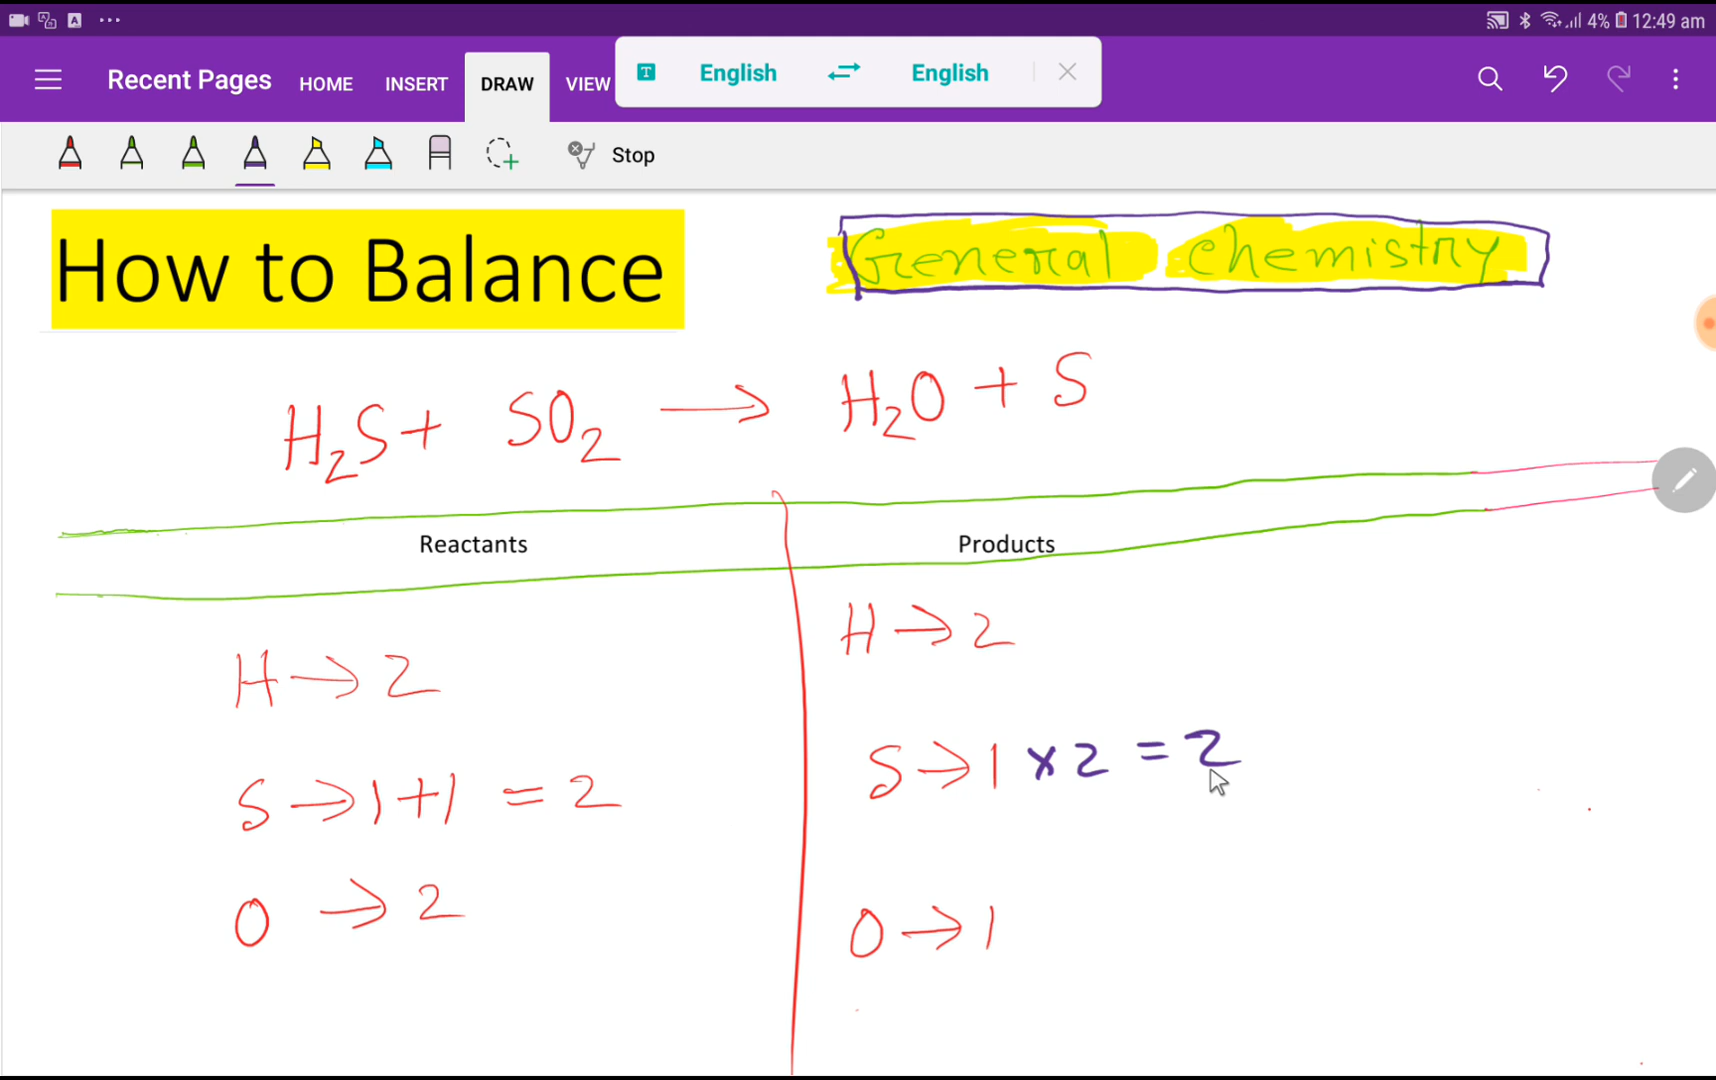 4% 12:49 am
Recent Pages HOME INSERT DRAW VIEW English English
Stop
How to Balance
General chemistry
H₂S + SO₂ → H₂O + S
Reactants Products
H → 2
H → 2
S → 1 × 2 = 2
S → 1 + 1 = 2
O → 2
O → 1